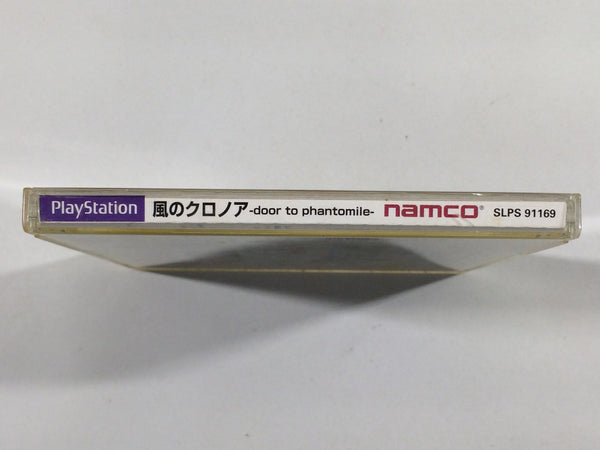 PlayStation 風のクロノア -door to phantomile- namco® SLPS 91169